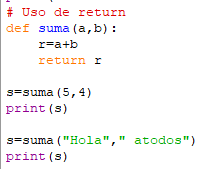 # Uso de return
def suma(a,b):
    r=a+b
    return r
s=suma(5,4)
print(s)
s=suma("Hola"," atodos")
print(s)